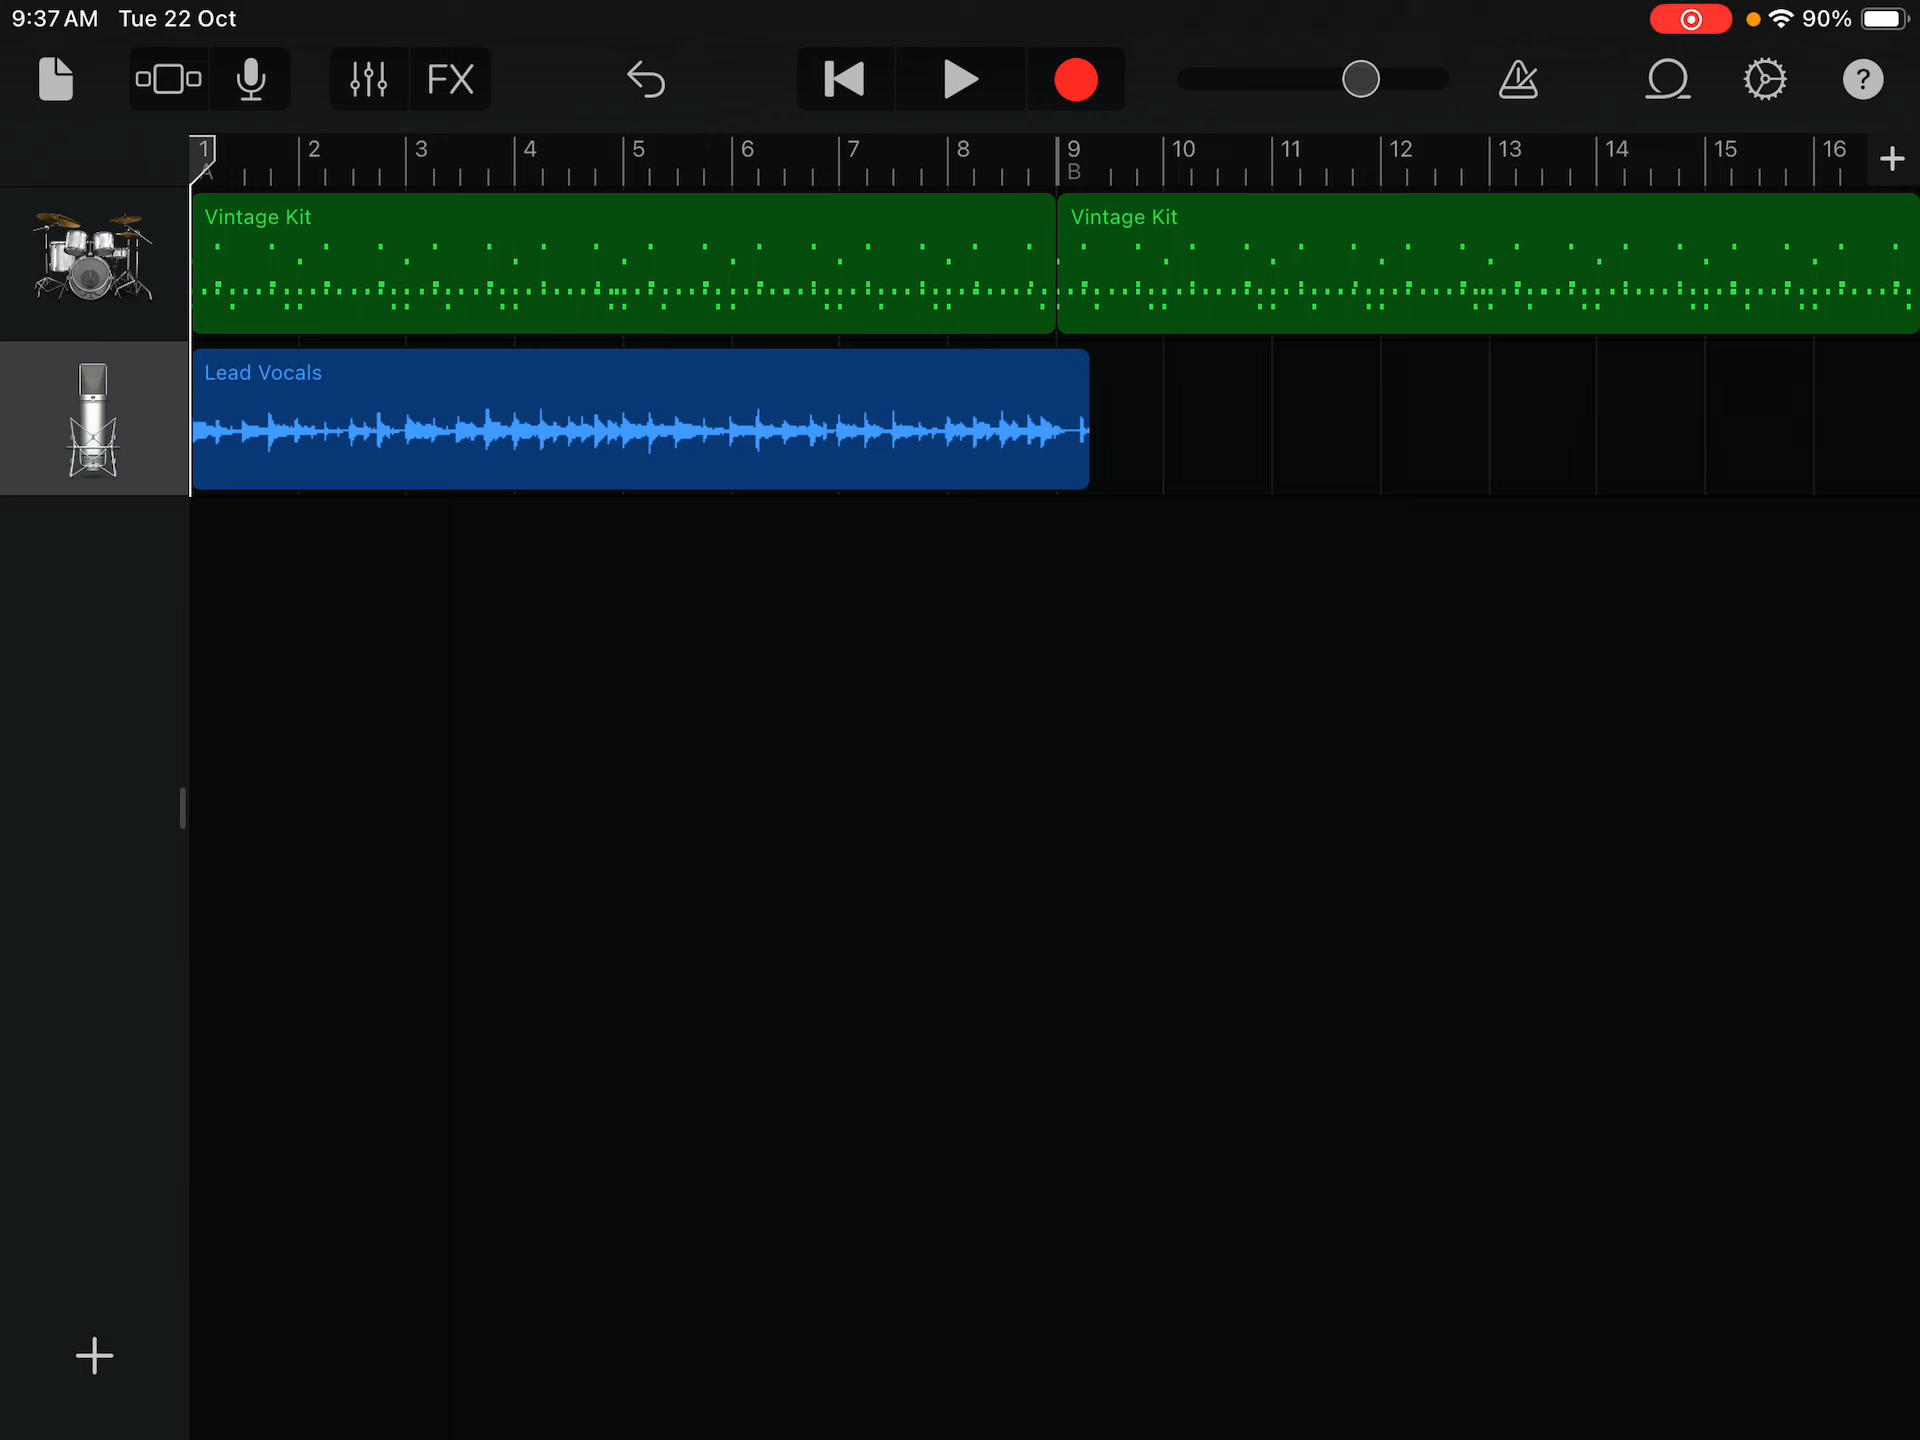 9:37 AM Tue 22 Oct 90%
FX ?
1 2 3 4 5 6 7 8 9 10 11 12 13 14 15 16
A B
Vintage Kit Vintage Kit
Lead Vocals